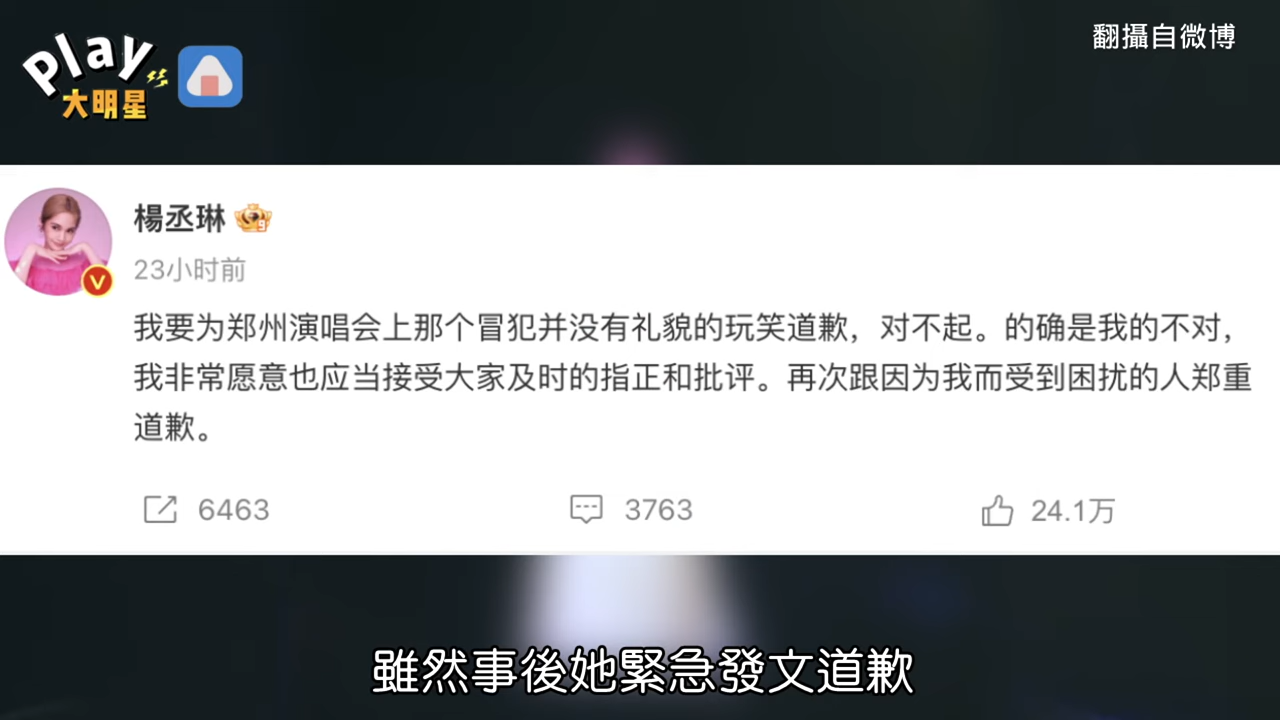 Play
大明星
翻攝自微博
楊丞琳
9
23小时前
V
我要为郑州演唱会上那个冒犯并没有礼貌的玩笑道歉，对不起。的确是我的不对，
我非常愿意也应当接受大家及时的指正和批评。再次跟因为我而受到困扰的人郑重
道歉。
6463
3763
24.1万
雖然事後她緊急發文道歉